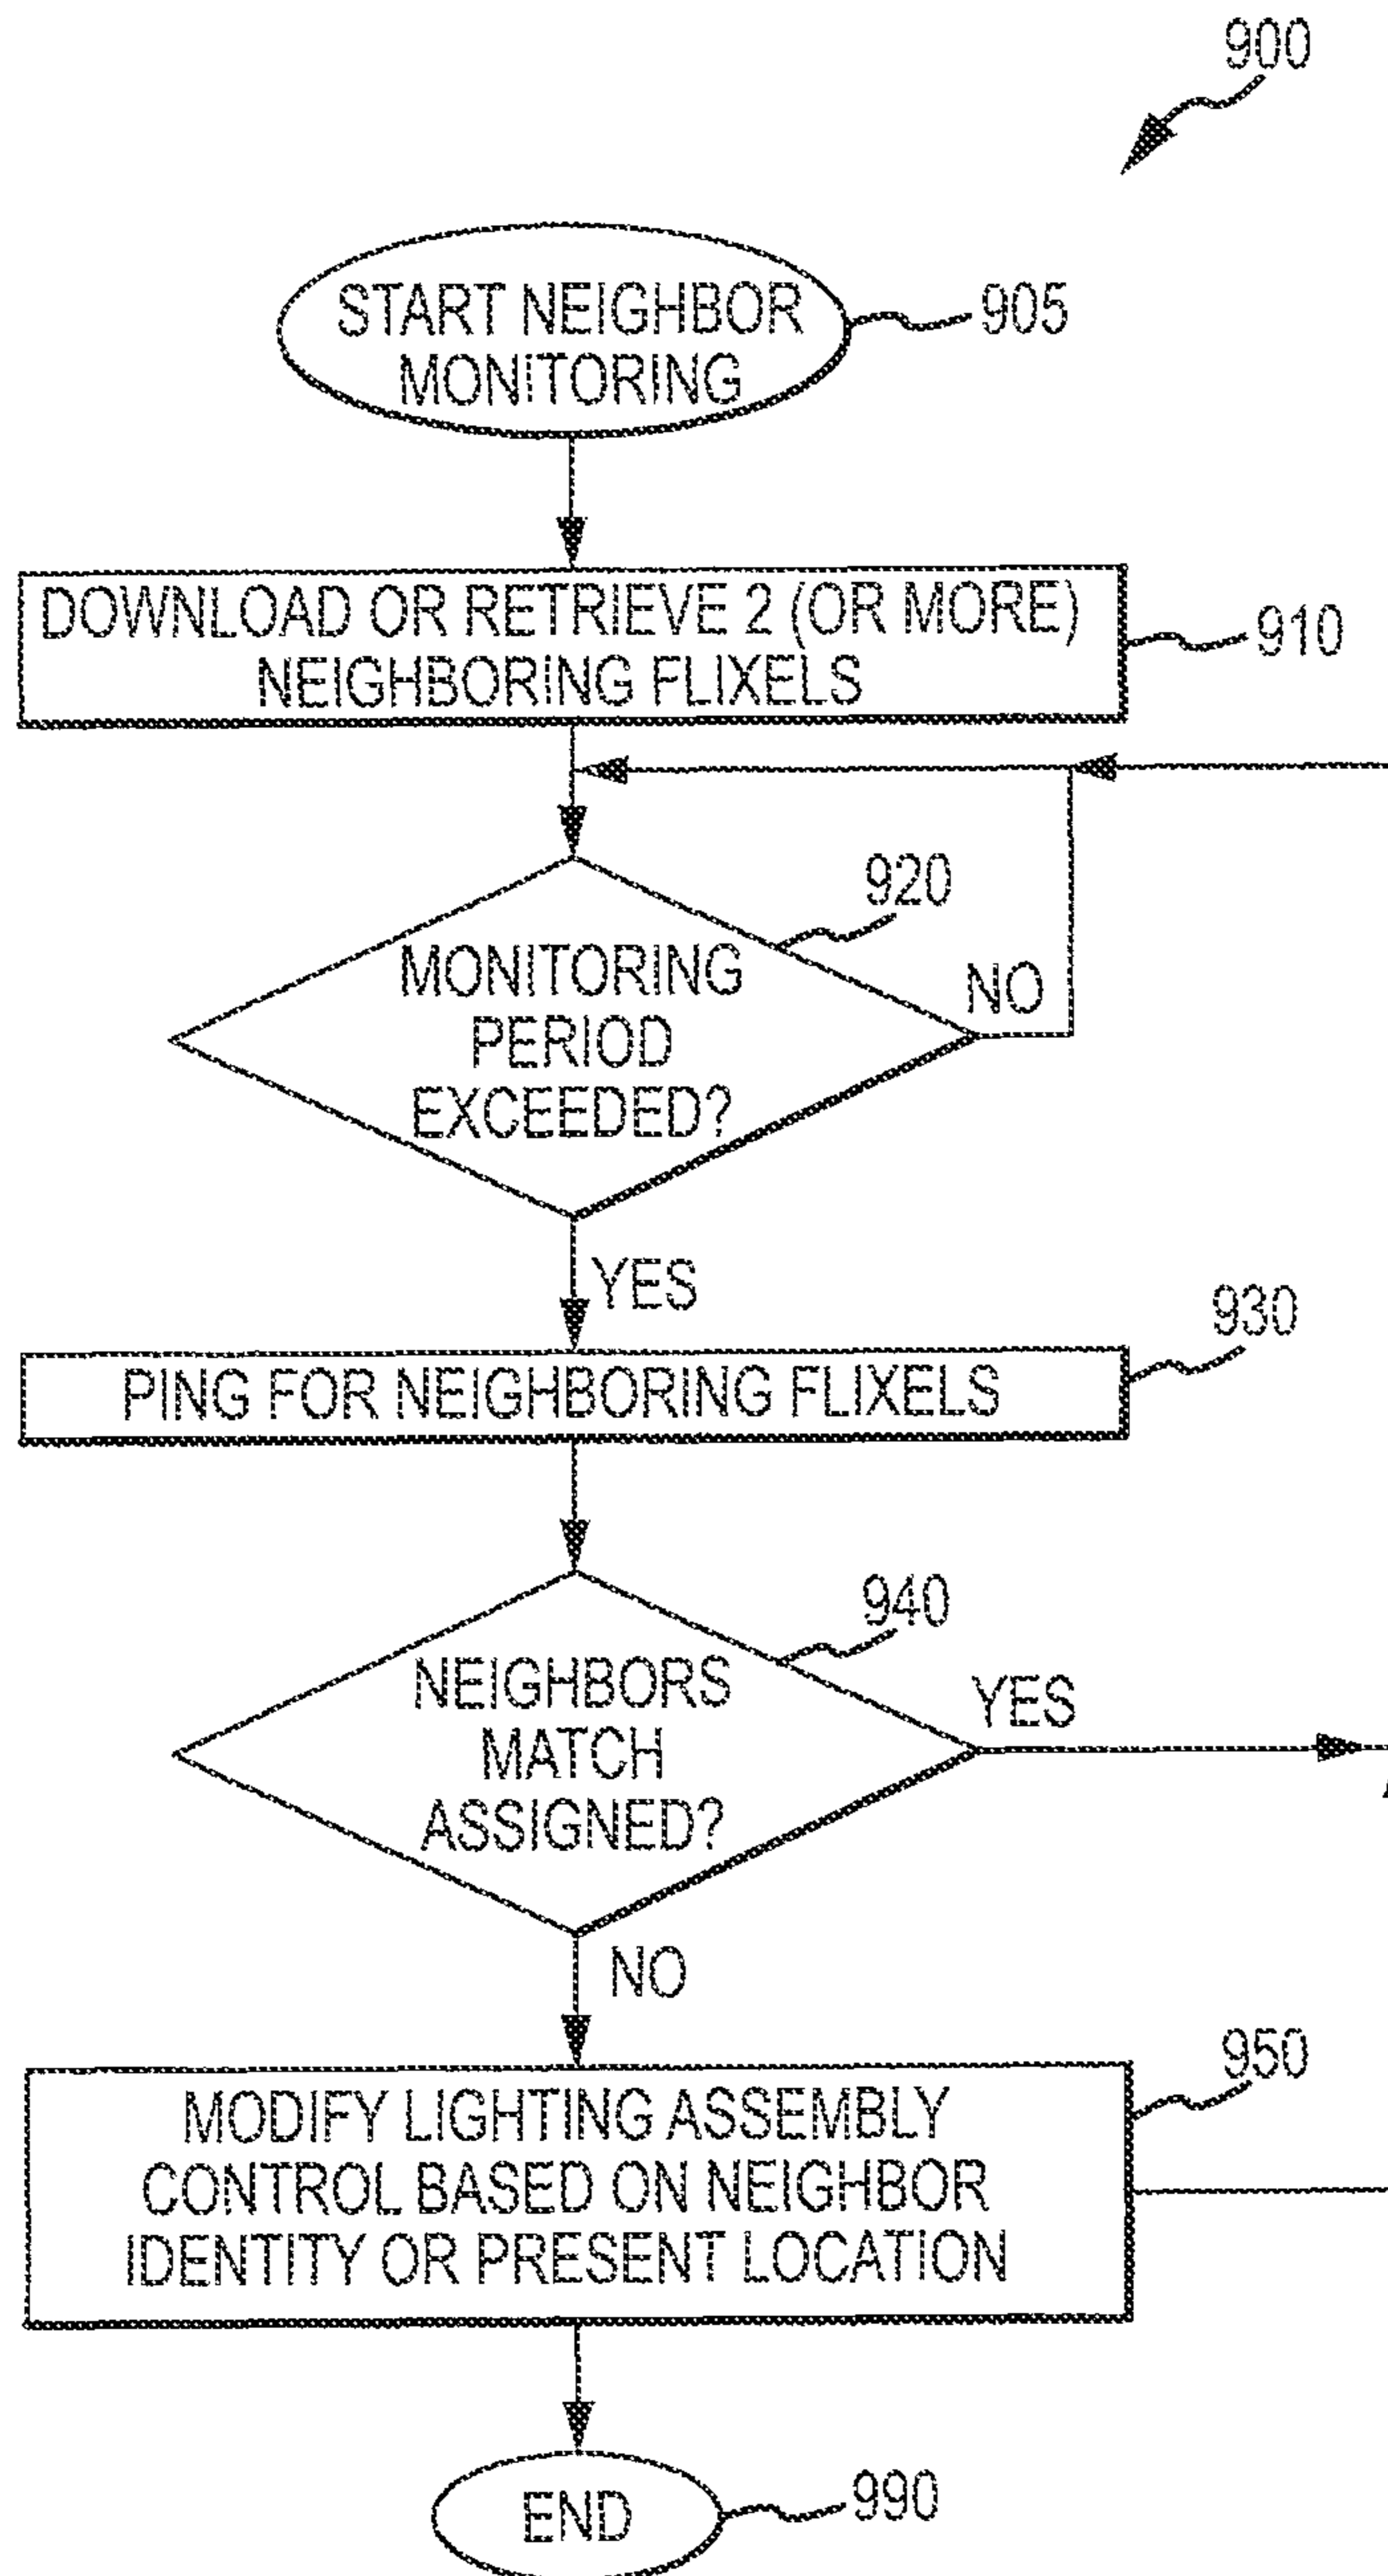 900
START NEIGHBOR
MONITORING
905
DOWNLOAD OR RETRIEVE 2 (OR MORE)
NEIGHBORING FLIXELS
910
920
MONITORING
PERIOD
EXCEEDED?
NO
YES
930
PING FOR NEIGHBORING FLIXELS
940
NEIGHBORS
MATCH
ASSIGNED?
YES
NO
950
MODIFY LIGHTING ASSEMBLY
CONTROL BASED ON NEIGHBOR
IDENTITY OR PRESENT LOCATION
END
990